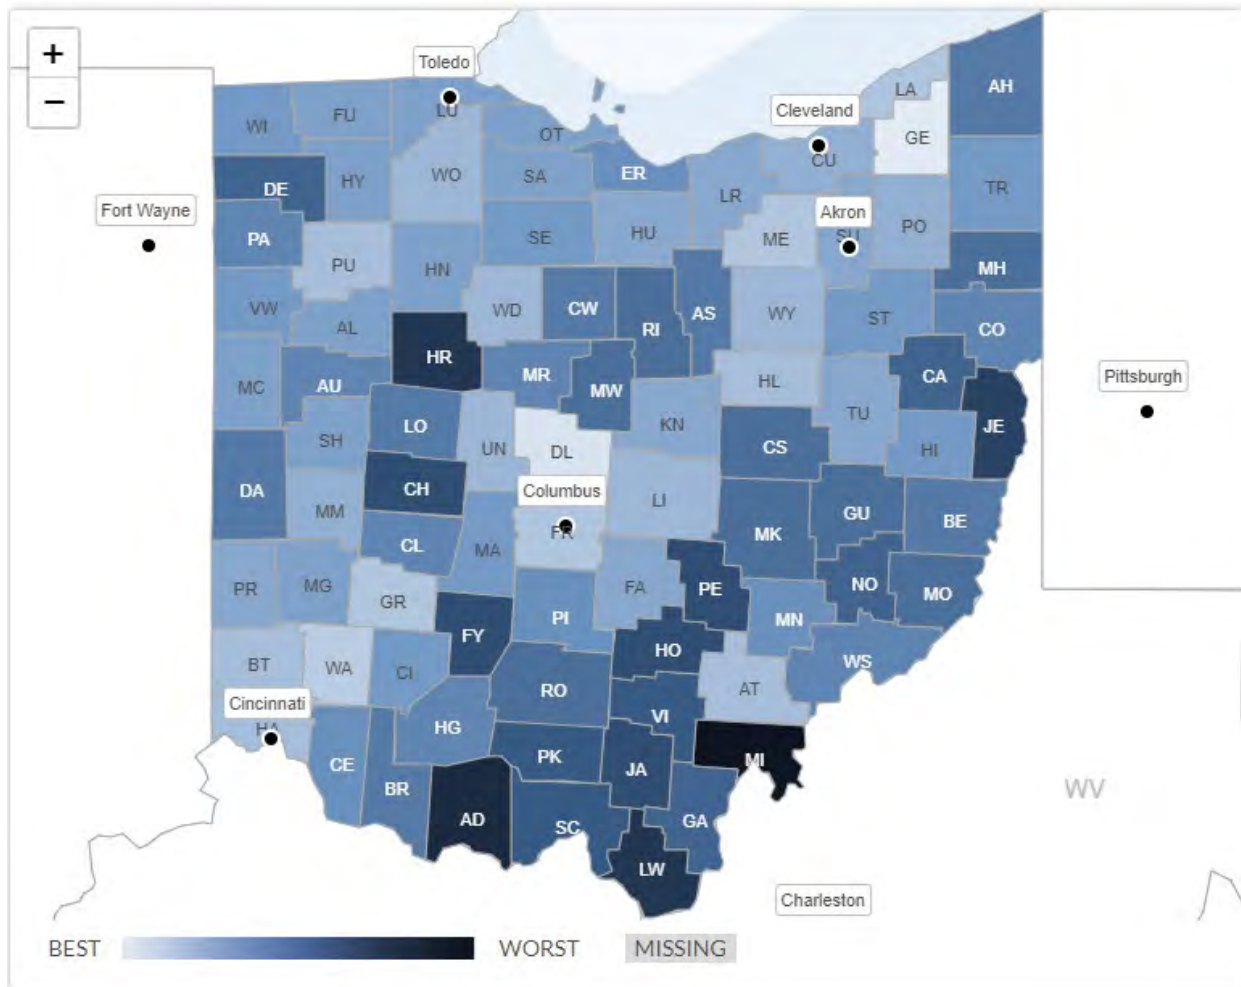 +
−
Toledo
Cleveland
LA
AH
GE
WI
FU
LU
OT
CU
DE
HY
WO
SA
ER
LR
TR
Fort Wayne
Akron
PA
PU
HN
SE
HU
ME
SU
PO
MH
VW
AL
WD
CW
RI
AS
WY
ST
CO
HR
MC
AU
MR
MW
HL
CA
Pittsburgh
SH
LO
UN
DL
KN
CS
TU
HI
JE
DA
CH
Columbus
LI
MM
CL
MA
FR
MK
GU
BE
PR
MG
GR
PI
FA
PE
MN
NO
MO
FY
HO
WS
BT
WA
CI
RO
AT
Cincinnati
HA
HG
VI
CE
BR
PK
JA
MI
WV
AD
SC
GA
LW
Charleston
BEST
WORST
MISSING